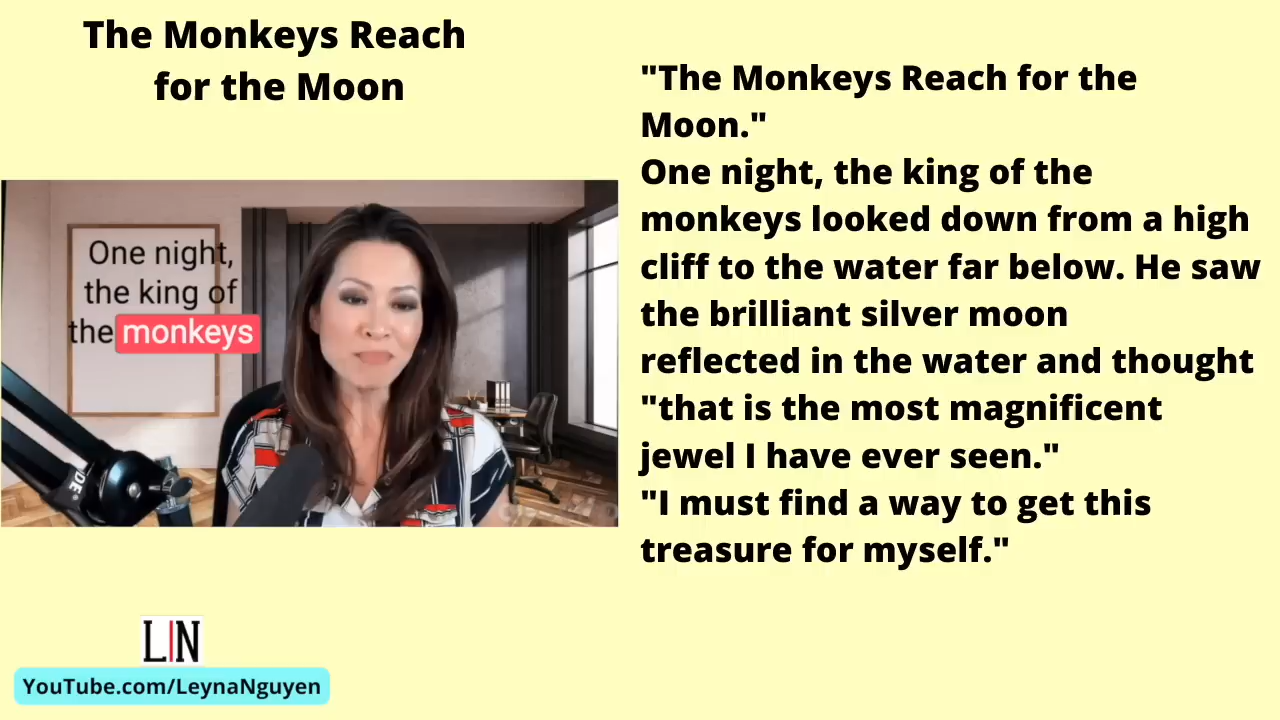 The Monkeys Reach
for the Moon
One night,
the king of
the monkeys
DE
L|N
YouTube.com/LeynaNguyen
"The Monkeys Reach for the
Moon."
One night, the king of the
monkeys looked down from a high
cliff to the water far below. He saw
the brilliant silver moon
reflected in the water and thought
"that is the most magnificent
jewel I have ever seen."
"I must find a way to get this
treasure for myself."